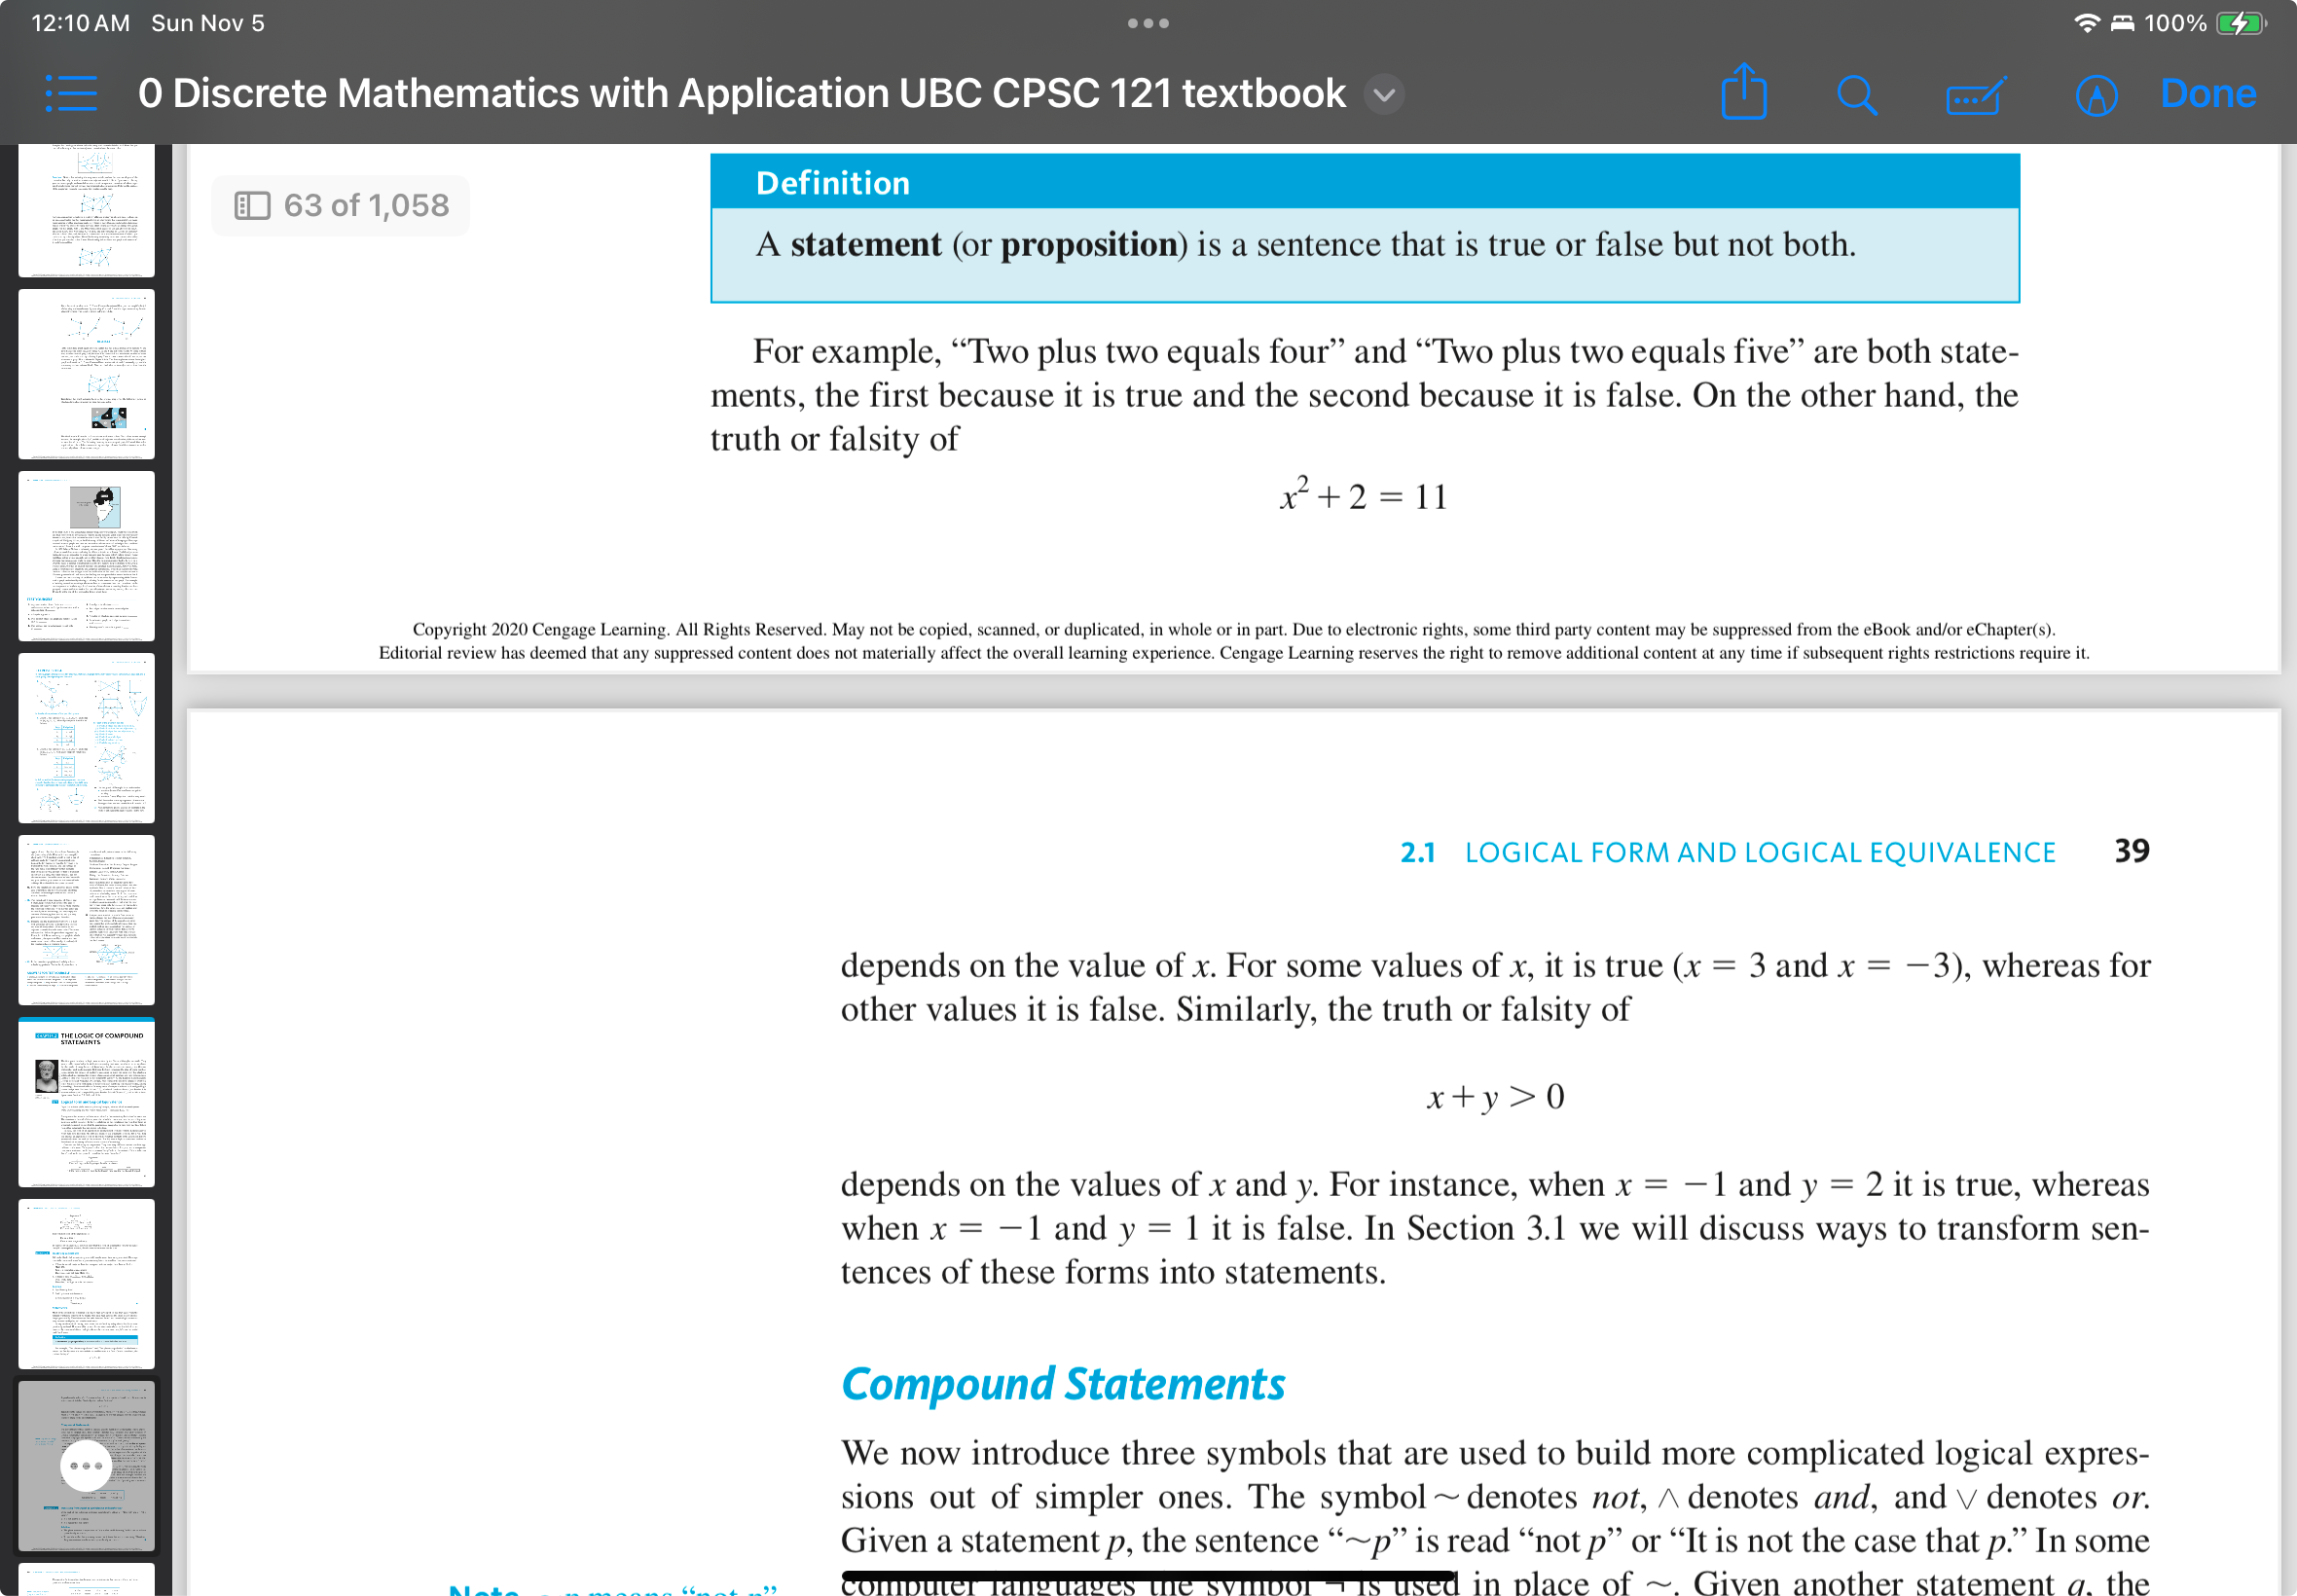 12:10 AM Sun Nov 5
100%
0 Discrete Mathematics with Application UBC CPSC 121 textbook
Done
63 of 1,058
Definition
A statement (or proposition) is a sentence that is true or false but not both.
For example, “Two plus two equals four” and “Two plus two equals five” are both state-
ments, the first because it is true and the second because it is false. On the other hand, the
truth or falsity of
x² + 2 = 11
Copyright 2020 Cengage Learning. All Rights Reserved. May not be copied, scanned, or duplicated, in whole or in part. Due to electronic rights, some third party content may be suppressed from the eBook and/or eChapter(s).
Editorial review has deemed that any suppressed content does not materially affect the overall learning experience. Cengage Learning reserves the right to remove additional content at any time if subsequent rights restrictions require it.
2.1 LOGICAL FORM AND LOGICAL EQUIVALENCE 39
depends on the value of x. For some values of x, it is true (x = 3 and x = −3), whereas for
other values it is false. Similarly, the truth or falsity of
x + y > 0
depends on the values of x and y. For instance, when x = −1 and y = 2 it is true, whereas
when x = −1 and y = 1 it is false. In Section 3.1 we will discuss ways to transform sen-
tences of these forms into statements.
Compound Statements
We now introduce three symbols that are used to build more complicated logical expres-
sions out of simpler ones. The symbol ~ denotes not, ∧ denotes and, and ∨ denotes or.
Given a statement p, the sentence “~p” is read “not p” or “It is not the case that p.” In some
computer languages the symbol ¬ is used in place of ~. Given another statement q, the
Note ~p means “not p”
THE LOGIC OF COMPOUND
STATEMENTS